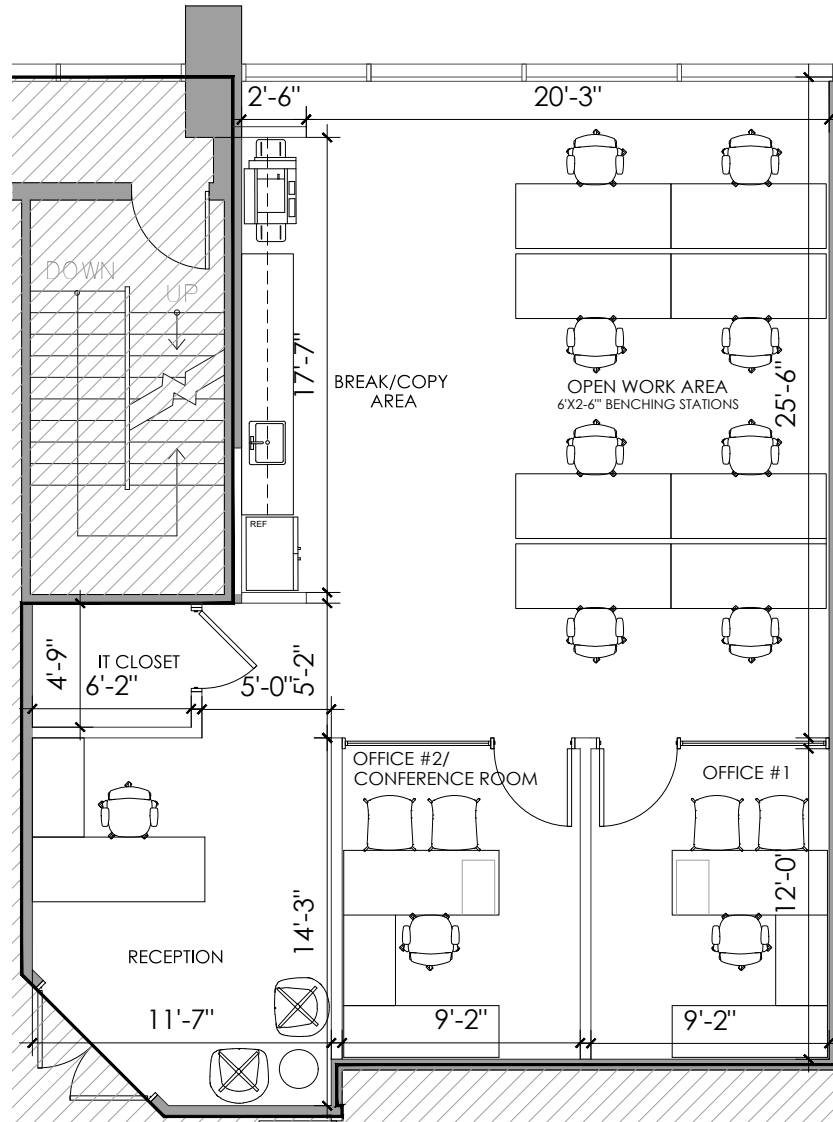 2'-6"
20'-3"
DOWN
UP
17'-7"
BREAK/COPY
AREA
OPEN WORK AREA
6'X2-6"' BENCHING STATIONS
25'-6"
REF
4'-9"
IT CLOSET
6'-2"
5'-0"
5'-2"
OFFICE #2/
CONFERENCE ROOM
OFFICE #1
12'-0"
14'-3"
RECEPTION
11'-7"
9'-2"
9'-2"